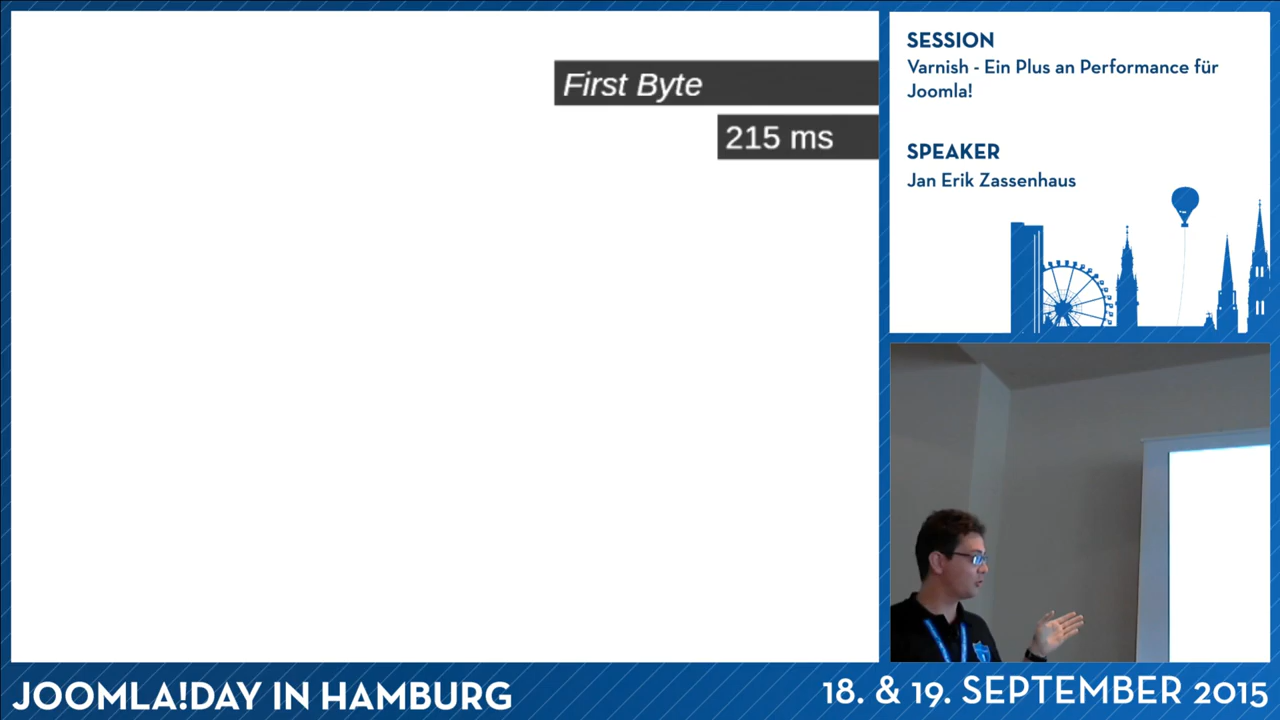 First Byte
215 ms
SESSION
Varnish - Ein Plus an Performance für
Joomla!
SPEAKER
Jan Erik Zassenhaus
JOOMLA!DAY IN HAMBURG
18. & 19. SEPTEMBER 2015